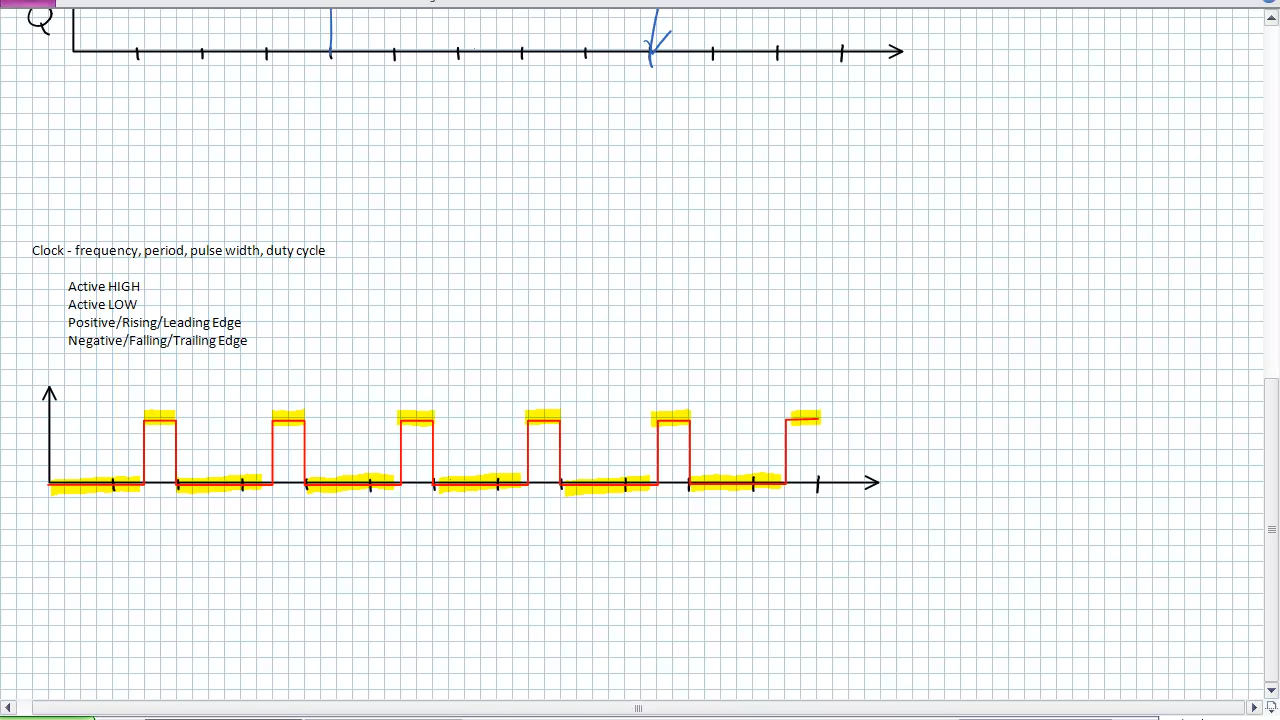 Q
Clock - frequency, period, pulse width, duty cycle
Active HIGH
Active LOW
Positive/Rising/Leading Edge
Negative/Falling/Trailing Edge